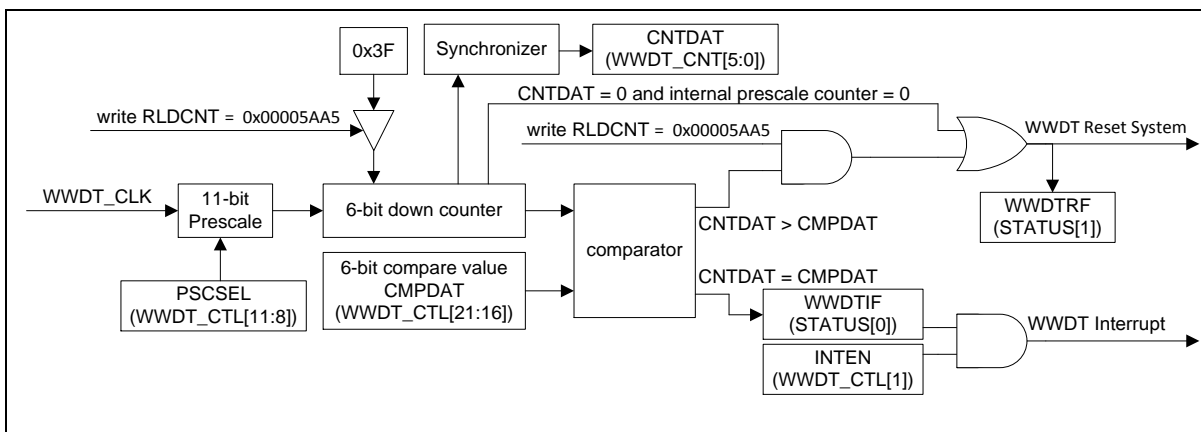 0x3F
Synchronizer
CNTDAT
(WWDT_CNT[5:0])
CNTDAT = 0 and internal prescale counter = 0
write RLDCNT = 0x00005AA5
write RLDCNT = 0x00005AA5
WWDT Reset System
WWDT_CLK
11-bit
Prescale
6-bit down counter
WWDTRF
(STATUS[1])
CNTDAT > CMPDAT
comparator
6-bit compare value
CMPDAT
(WWDT_CTL[21:16])
CNTDAT = CMPDAT
PSCSEL
(WWDT_CTL[11:8])
WWDTIF
(STATUS[0])
WWDT Interrupt
INTEN
(WWDT_CTL[1])